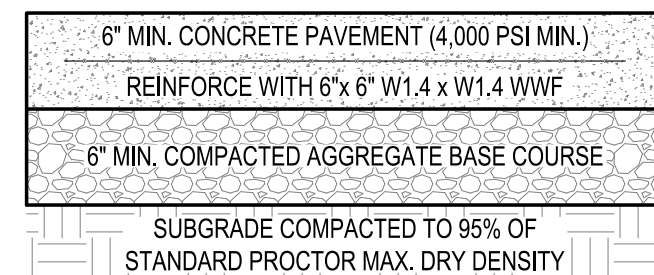 6" MIN. CONCRETE PAVEMENT (4,000 PSI MIN.)
REINFORCE WITH 6"x 6" W1.4 x W1.4 WWF
6" MIN. COMPACTED AGGREGATE BASE COURSE
SUBGRADE COMPACTED TO 95% OF
STANDARD PROCTOR MAX. DRY DENSITY